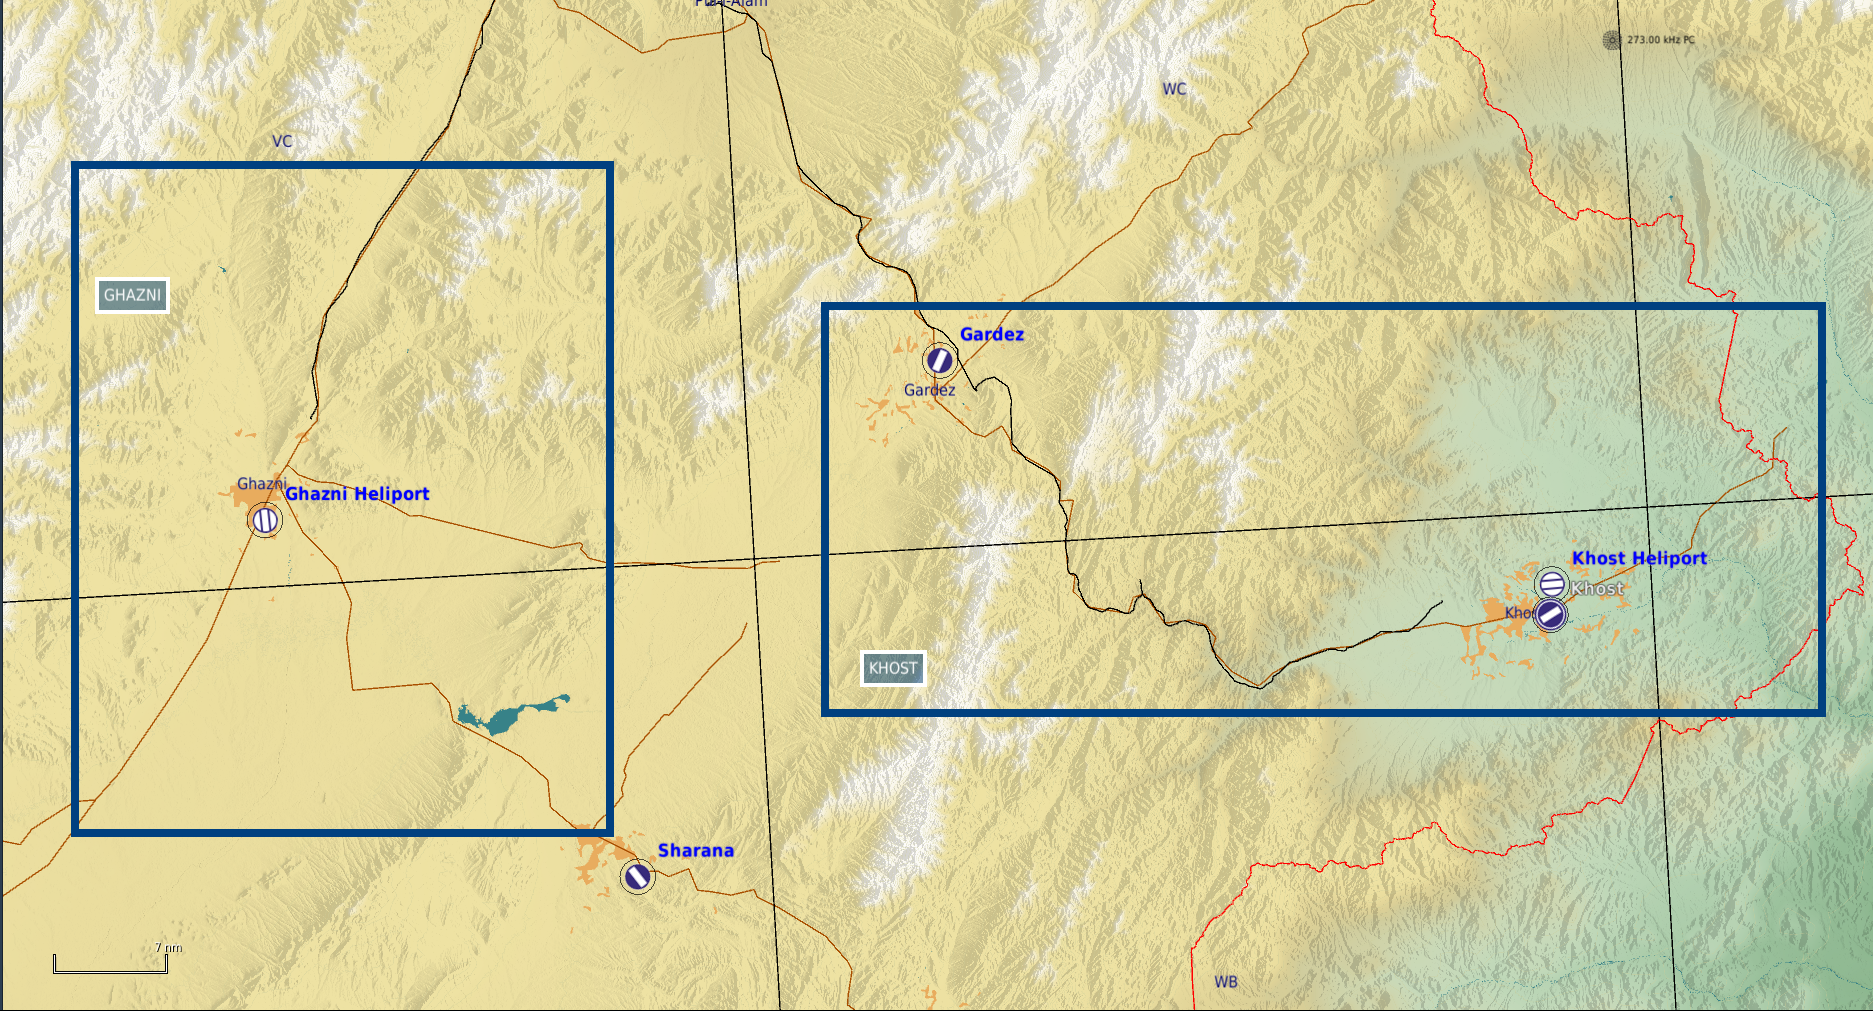 273.00 kHz PC
WC
VC
GHAZNI
Gardez
Gardez
Ghazni
Ghazni Heliport
Khost Heliport
Khost
KHOST
Sharana
7 nm
WB